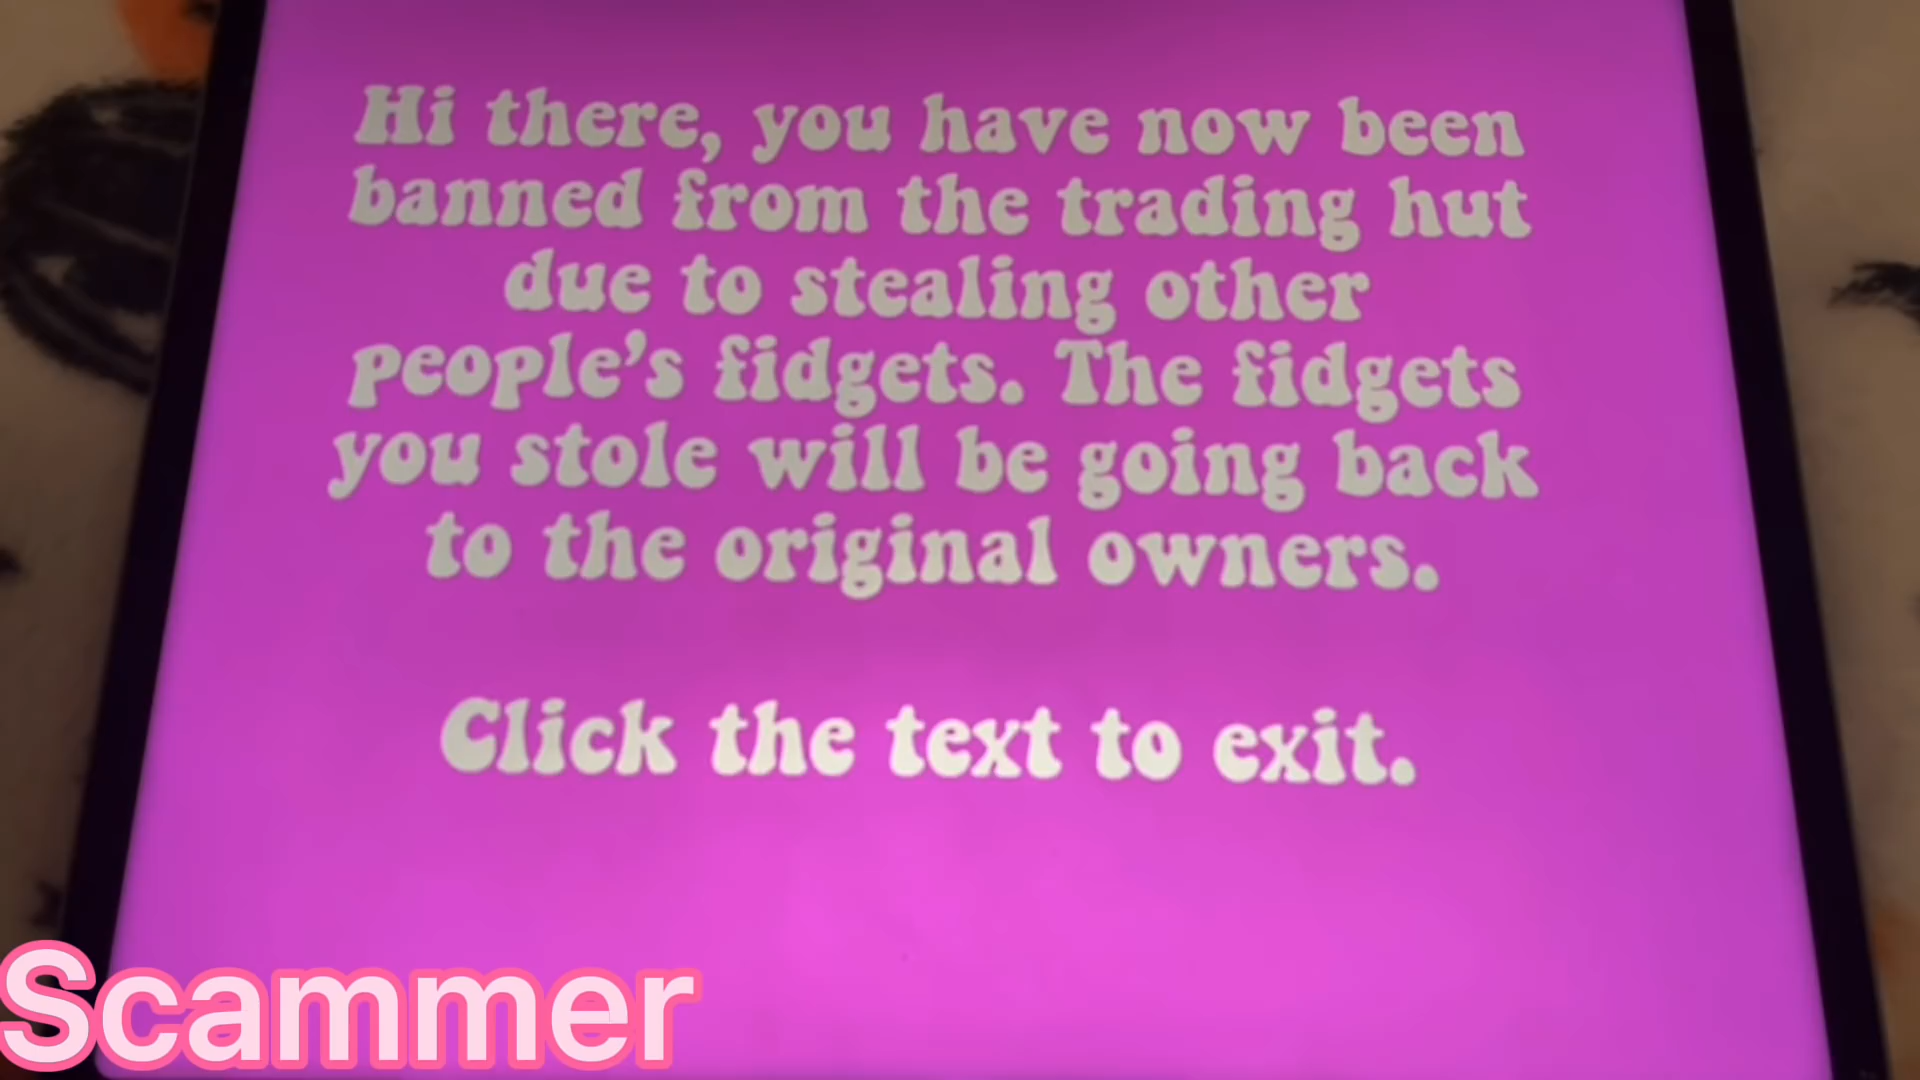 Hi there, you have now been
banned from the trading hut
due to stealing other
people's fidgets. The fidgets
you stole will be going back
to the original owners.
Click the text to exit.
Scammer